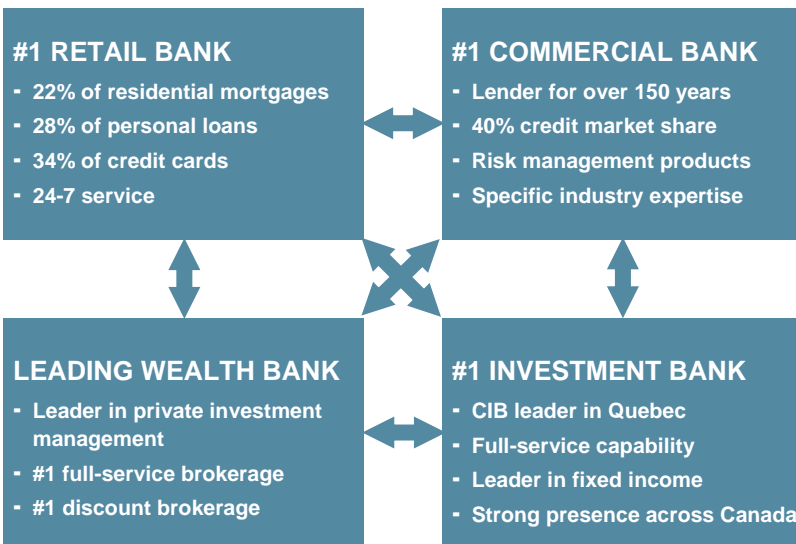 #1 RETAIL BANK
- 22% of residential mortgages
- 28% of personal loans
- 34% of credit cards
- 24-7 service
#1 COMMERCIAL BANK
- Lender for over 150 years
- 40% credit market share
- Risk management products
- Specific industry expertise
LEADING WEALTH BANK
- Leader in private investment
management
- #1 full-service brokerage
- #1 discount brokerage
#1 INVESTMENT BANK
- CIB leader in Quebec
- Full-service capability
- Leader in fixed income
- Strong presence across Canada